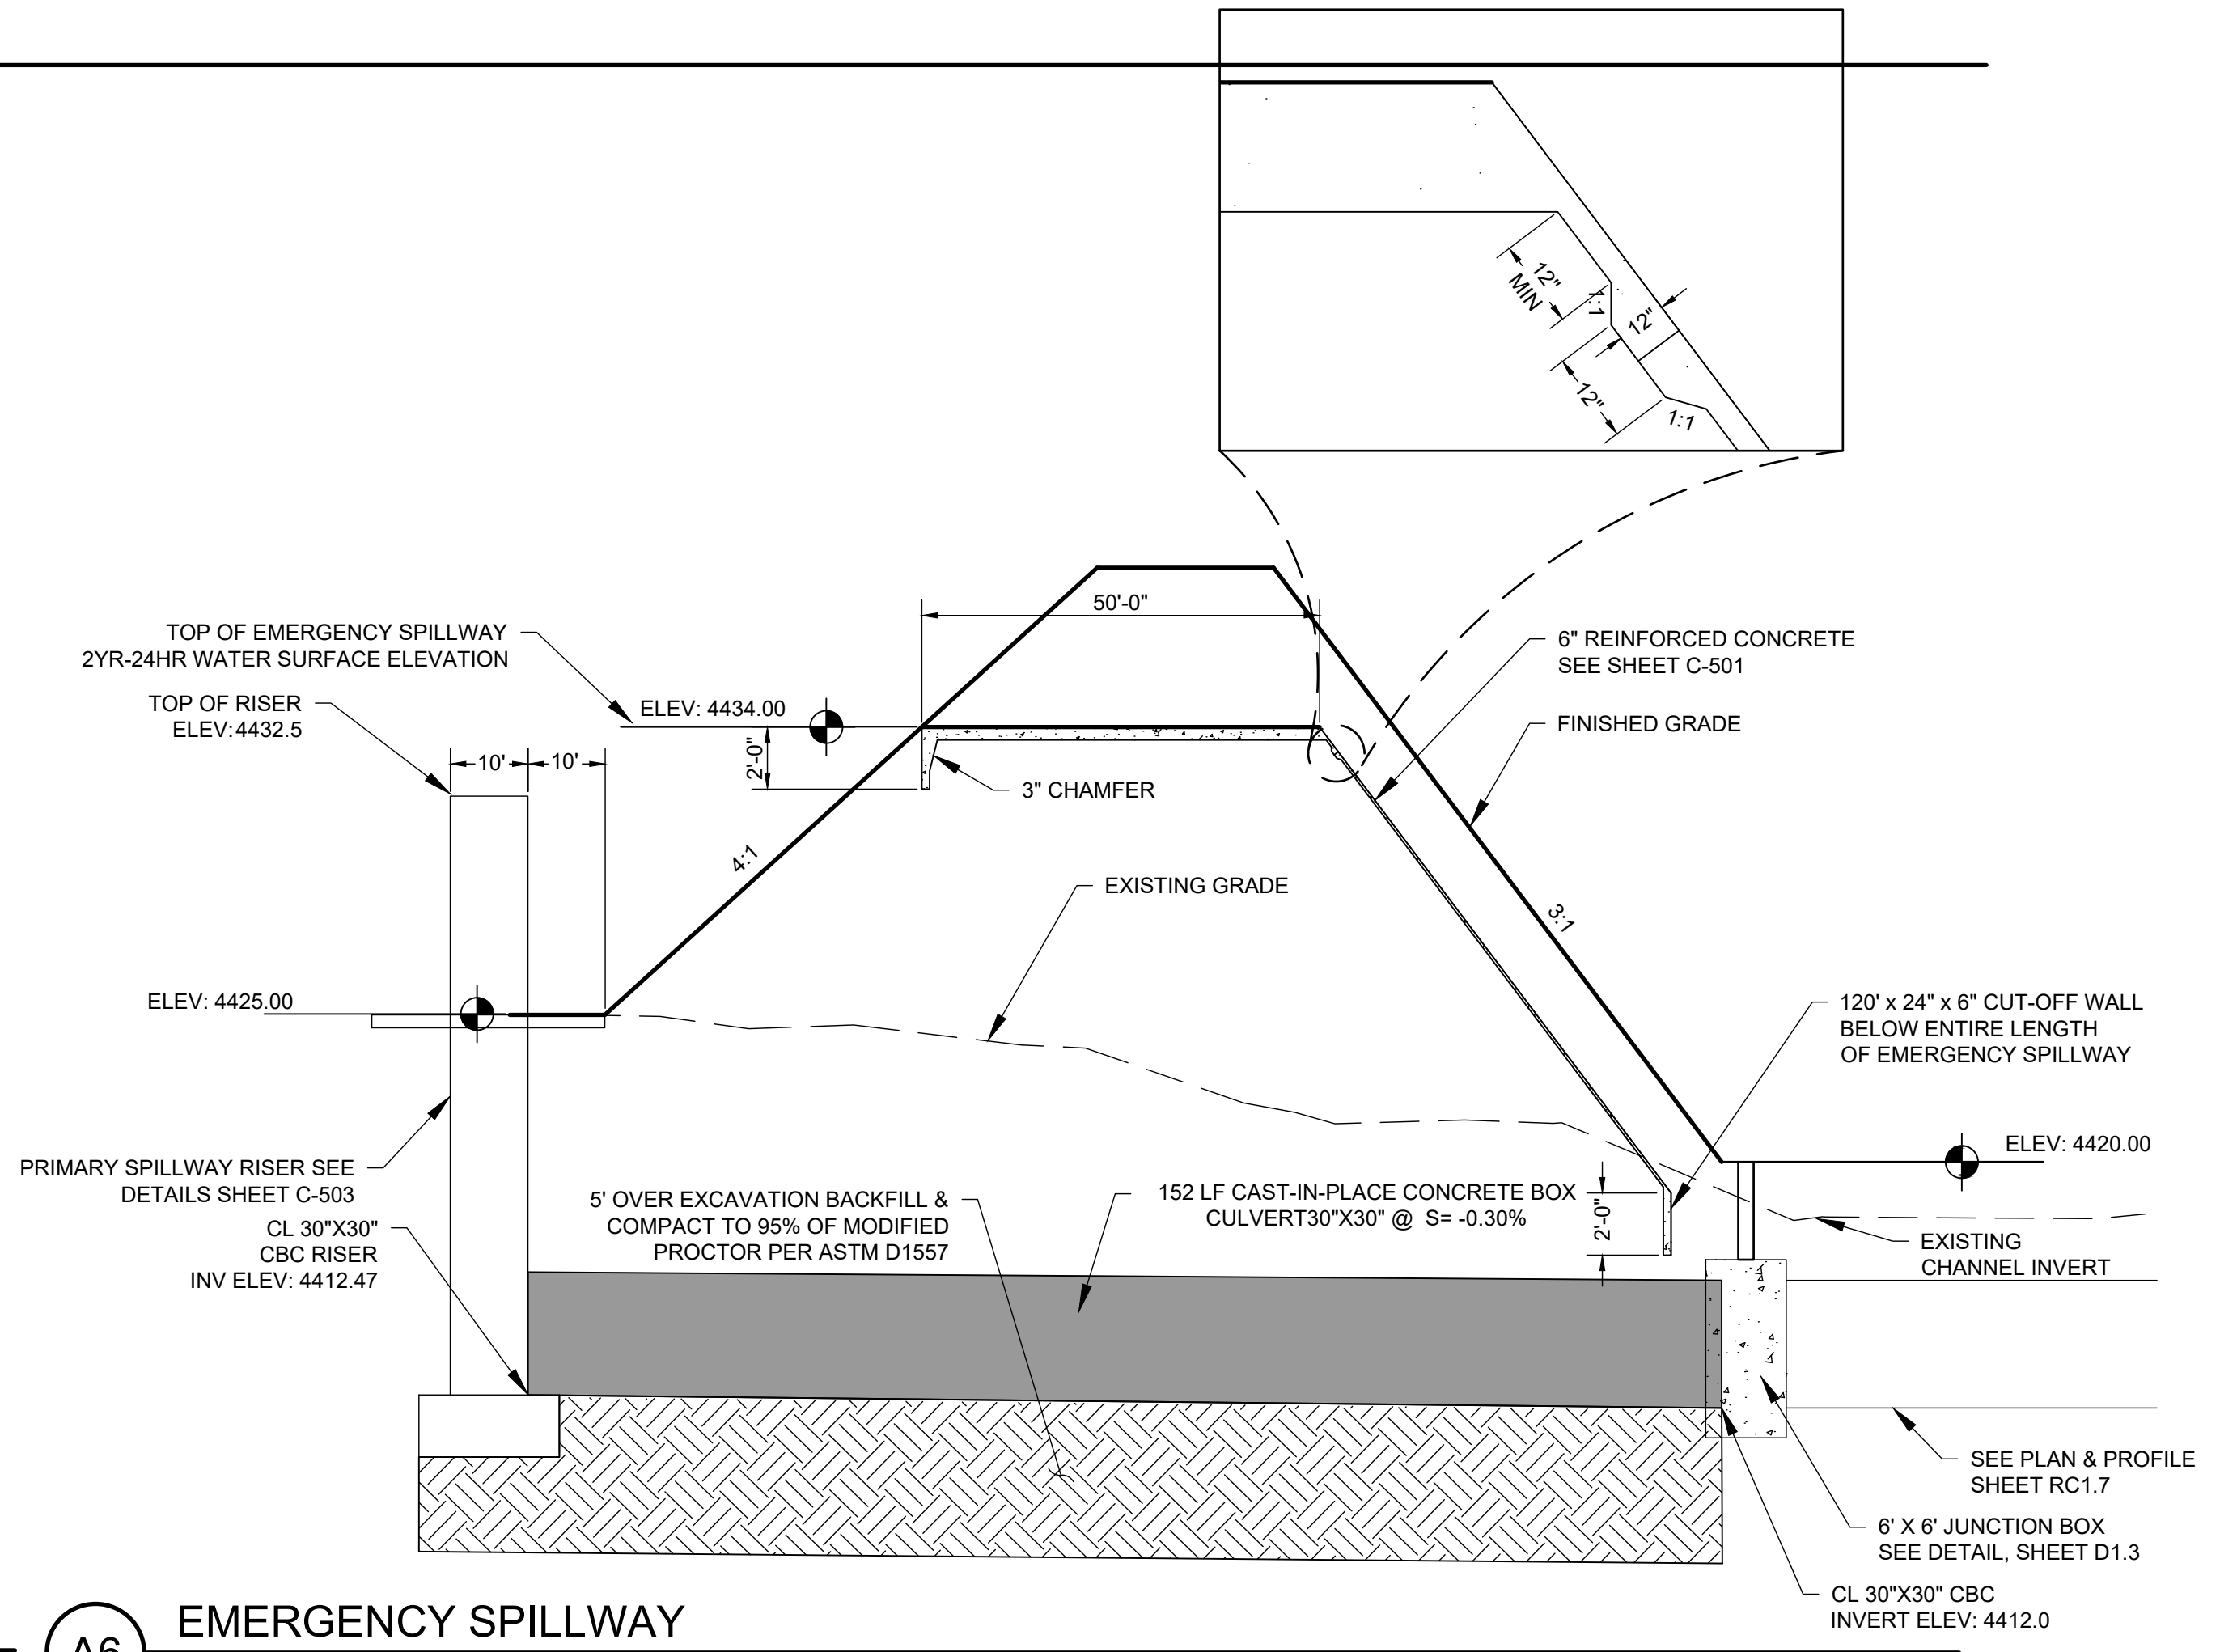 12"
MIN
1:1
12"
12"
1:1
50'-0"
TOP OF EMERGENCY SPILLWAY
2YR-24HR WATER SURFACE ELEVATION
TOP OF RISER
ELEV:4432.5
ELEV: 4434.00
10'
10'
2'-0"
3" CHAMFER
6" REINFORCED CONCRETE
SEE SHEET C-501
FINISHED GRADE
4:1
EXISTING GRADE
3:1
ELEV: 4425.00
120' x 24" x 6" CUT-OFF WALL
BELOW ENTIRE LENGTH
OF EMERGENCY SPILLWAY
ELEV: 4420.00
PRIMARY SPILLWAY RISER SEE
DETAILS SHEET C-503
CL 30"X30"
CBC RISER
INV ELEV: 4412.47
5' OVER EXCAVATION BACKFILL &
COMPACT TO 95% OF MODIFIED
PROCTOR PER ASTM D1557
152 LF CAST-IN-PLACE CONCRETE BOX
CULVERT30"X30" @ S= -0.30%
2'-0"
EXISTING
CHANNEL INVERT
SEE PLAN & PROFILE
SHEET RC1.7
6' X 6' JUNCTION BOX
SEE DETAIL, SHEET D1.3
CL 30"X30" CBC
INVERT ELEV: 4412.0
A6
EMERGENCY SPILLWAY